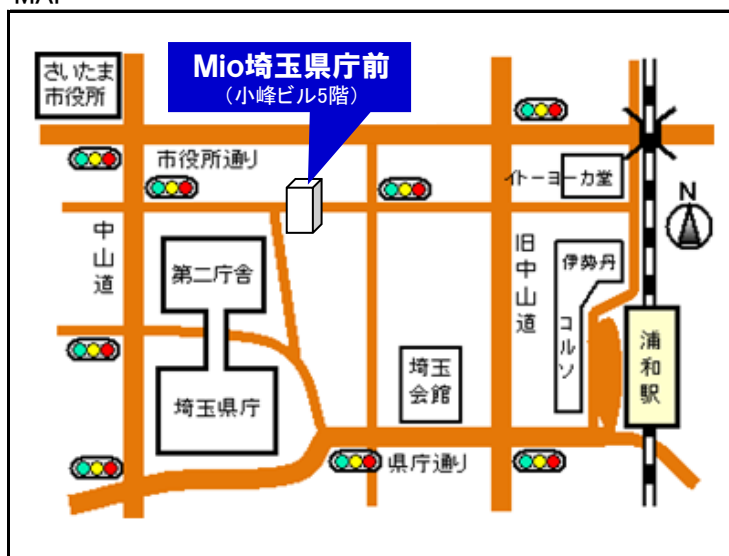 MAP
さいたま
市役所
Mio埼玉県庁前
（小峰ビル5階）
市役所通り
イトーヨーカ堂
N
中山道
第二庁舎
旧中山道
伊勢丹
コルソ
浦和駅
埼玉
会館
埼玉県庁
県庁通り